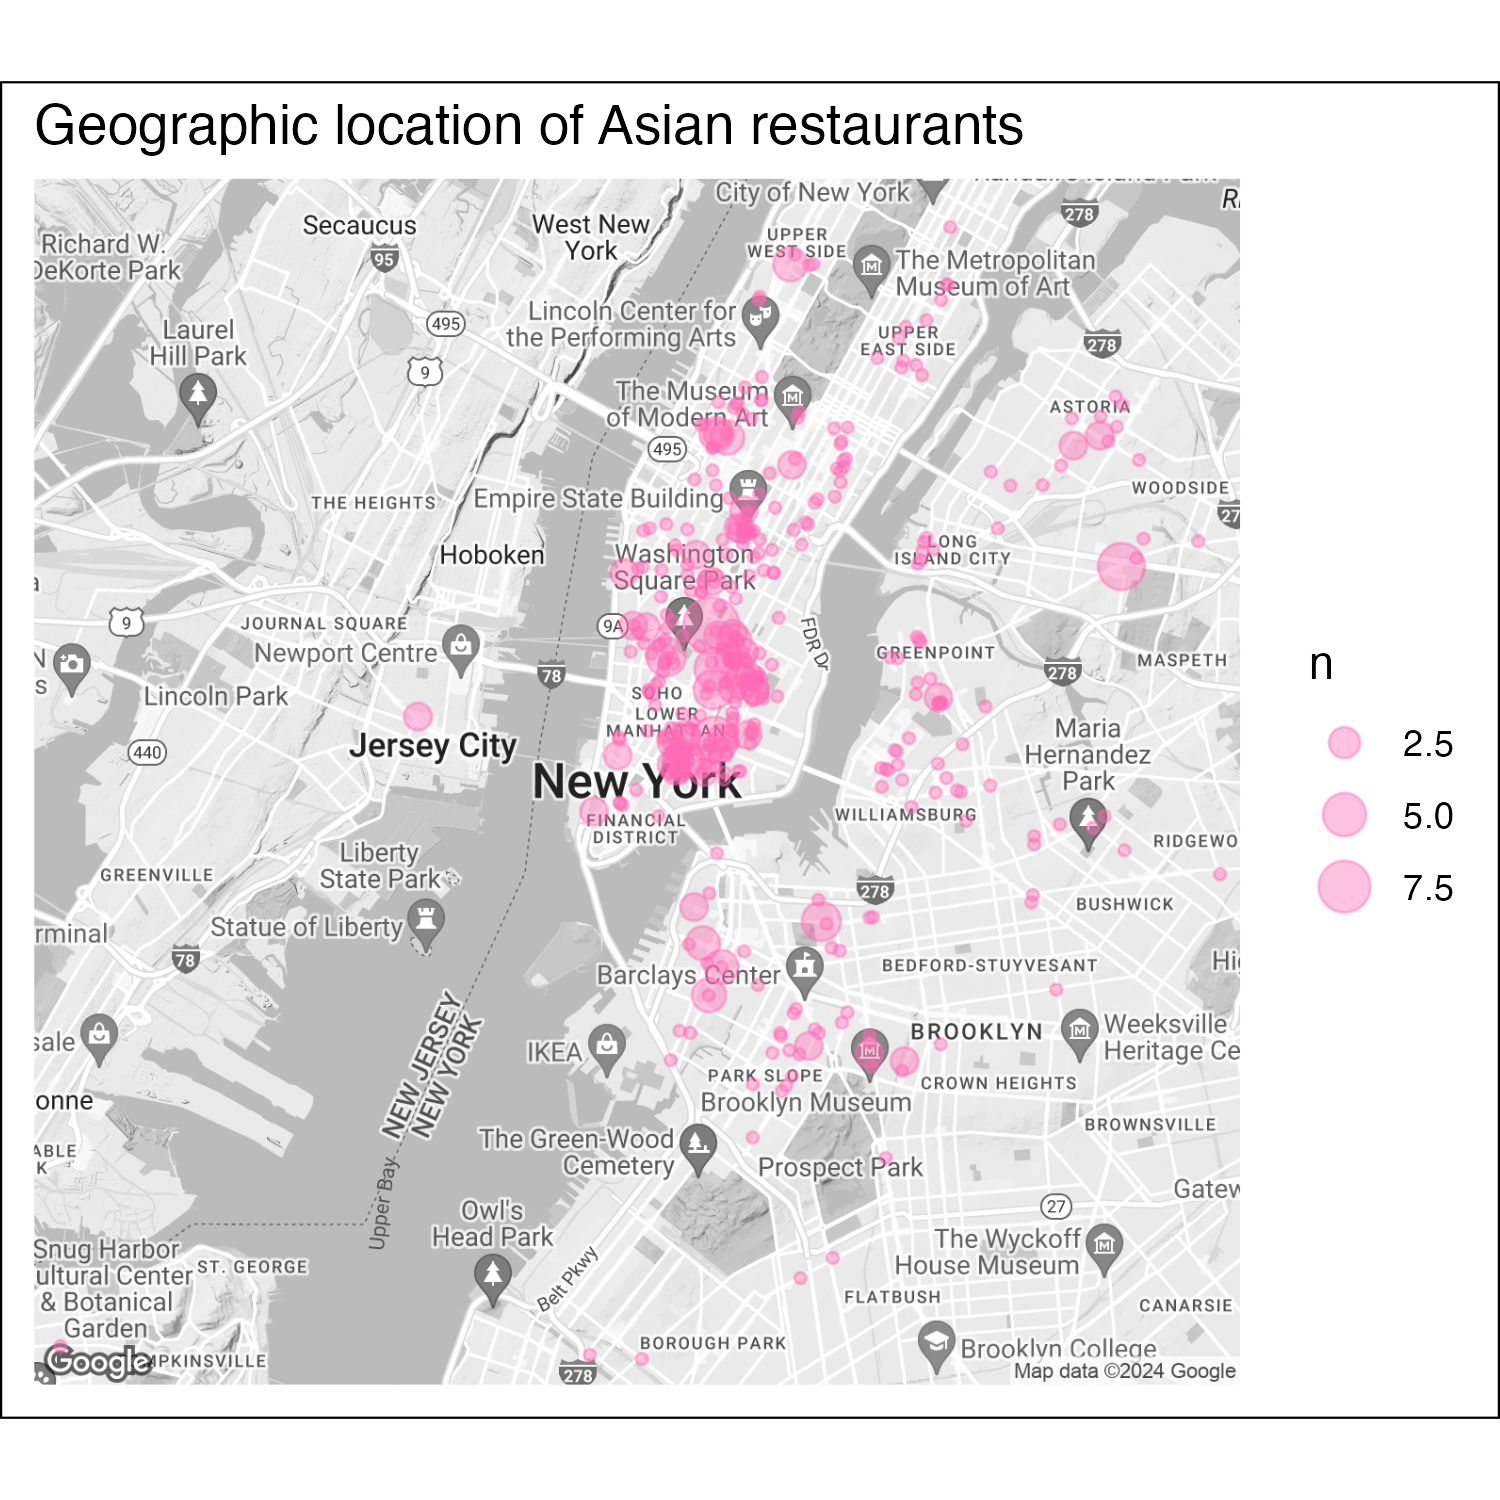 Geographic location of Asian restaurants
City of New York
Secaucus
West New
York
UPPER
WEST SIDE
278
Richard W.
DeKorte Park
95
The Metropolitan
Museum of Art
Lincoln Center for
the Performing Arts
495
Laurel
Hill Park
UPPER
EAST SIDE
278
9
The Museum
of Modern Art
ASTORIA
495
THE HEIGHTS
Empire State Building
WOODSIDE
Hoboken
Washington
Square Park
LONG
ISLAND CITY
9
JOURNAL SQUARE
9A
FDR Dr
Newport Centre
GREENPOINT
MASPETH
78
278
Lincoln Park
SOHO
LOWER
MANHATTAN
n
440
Jersey City
Maria
Hernandez
Park
2.5
New York
5.0
FINANCIAL
DISTRICT
WILLIAMSBURG
RIDGEWO
Liberty
State Park
GREENVILLE
278
7.5
BUSHWICK
Statue of Liberty
rminal
78
Barclays Center
BEDFORD-STUYVESANT
NEW JERSEY
NEW YORK
BROOKLYN
Weeksville
Heritage Ce
sale
IKEA
PARK SLOPE
CROWN HEIGHTS
onne
Brooklyn Museum
BROWNSVILLE
The Green-Wood
Cemetery
ABLE
K
Prospect Park
Upper Bay
Gatew
27
Owl's
Head Park
The Wyckoff
House Museum
Snug Harbor
ultural Center
& Botanical
Garden
ST. GEORGE
Belt Pkwy
FLATBUSH
CANARSIE
BOROUGH PARK
Brooklyn College
Google
MPKINSVILLE
278
Map data ©2024 Google